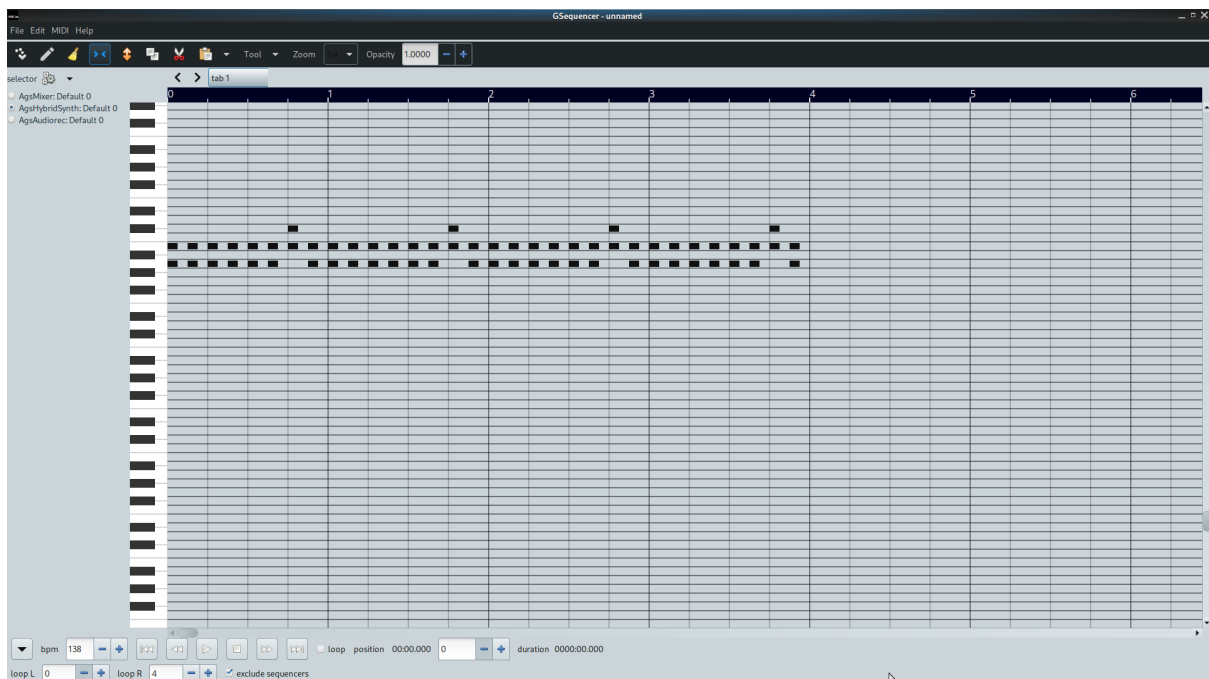 GSequencer - unnamed
File Edit MIDI Help
Tool Zoom Opacity 1.0000
selector tab 1
AgsMixer: Default 0
AgsHybridSynth: Default 0
AgsAudiorec: Default 0
0 1 2 3 4 5 6
bpm 138 loop position 00:00.000 0 duration 0000:00.000
loop L 0 loop R 4 exclude sequencers